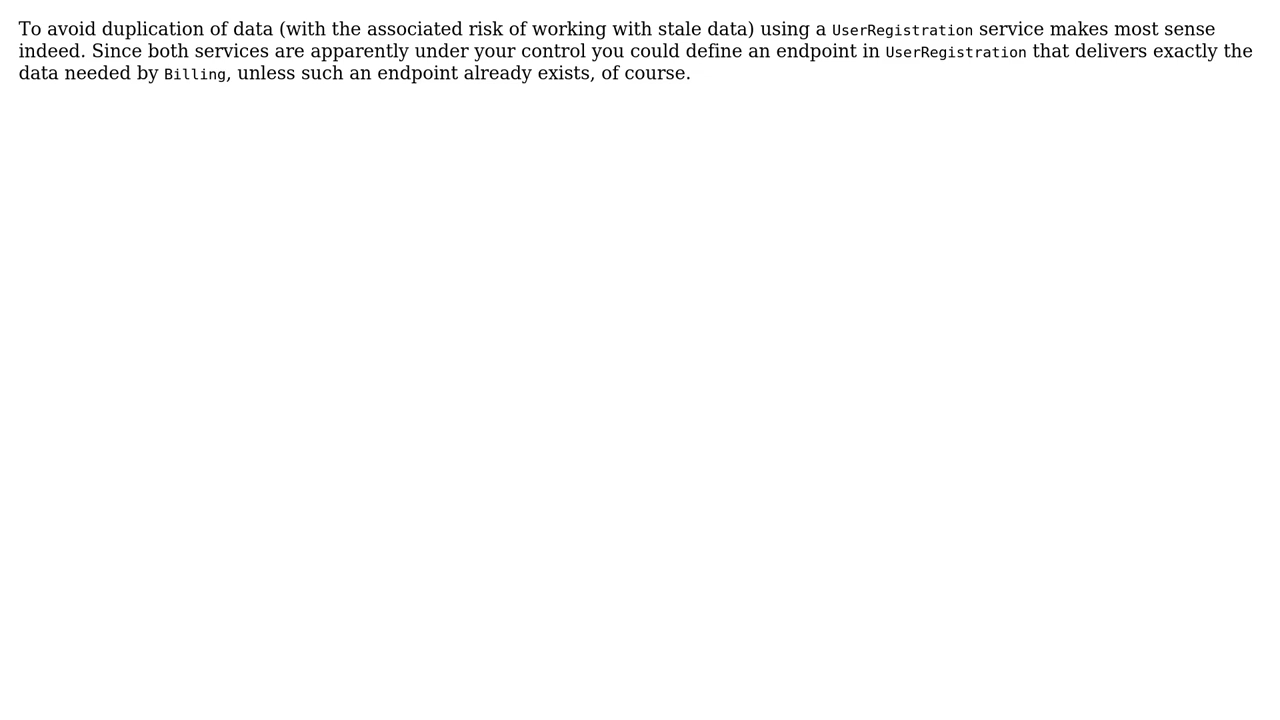 To avoid duplication of data (with the associated risk of working with stale data) using a UserRegistration service makes most sense
indeed. Since both services are apparently under your control you could define an endpoint in UserRegistration that delivers exactly the
data needed by Billing, unless such an endpoint already exists, of course.